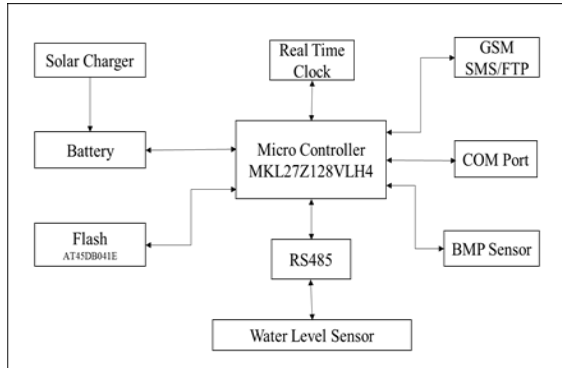 Solar Charger
Real Time
Clock
GSM
SMS/FTP
Battery
Micro Controller
MKL27Z128VLH4
COM Port
Flash
AT45DB041E
RS485
BMP Sensor
Water Level Sensor